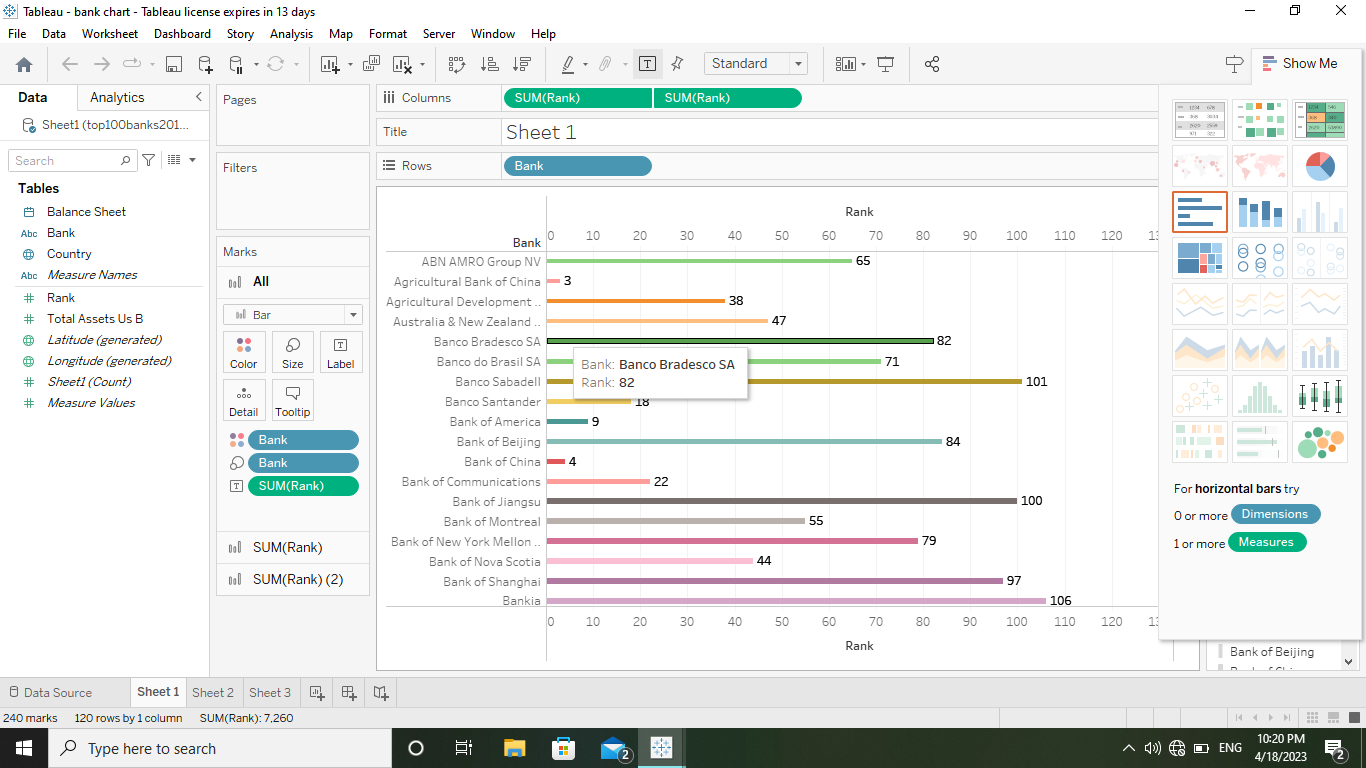 Tableau - bank chart - Tableau license expires in 13 days
File Data Worksheet Dashboard Story Analysis Map Format Server Window Help
Standard
Show Me
Data Analytics
Sheet1 (top100banks201...
Search
Tables
Balance Sheet
Abc Bank
Country
Abc Measure Names
Rank
Total Assets Us B
Latitude (generated)
Longitude (generated)
Sheet1 (Count)
Measure Values
Pages
Filters
Marks
All
Bar
Color Size Label
Detail Tooltip
Bank
Bank
SUM(Rank)
SUM(Rank)
SUM(Rank) (2)
Columns SUM(Rank) SUM(Rank)
Title Sheet 1
Rows Bank
Rank
Bank 0 10 20 30 40 50 60 70 80 90 100 110 120
ABN AMRO Group NV 65
Agricultural Bank of China 3
Agricultural Development .. 38
Australia & New Zealand .. 47
Banco Bradesco SA 82
Banco do Brasil SA 71
Bank: Banco Bradesco SA
Rank: 82
Banco Sabadell 101
Banco Santander 18
Bank of America 9
Bank of Beijing 84
Bank of China 4
Bank of Communications 22
Bank of Jiangsu 100
Bank of Montreal 55
Bank of New York Mellon .. 79
Bank of Nova Scotia 44
Bank of Shanghai 97
Bankia 106
0 10 20 30 40 50 60 70 80 90 100 110 120
Rank
For horizontal bars try
0 or more Dimensions
1 or more Measures
Bank of Beijing
Data Source Sheet 1 Sheet 2 Sheet 3
240 marks 120 rows by 1 column SUM(Rank): 7,260
Type here to search
2
ENG
10:20 PM
4/18/2023
2